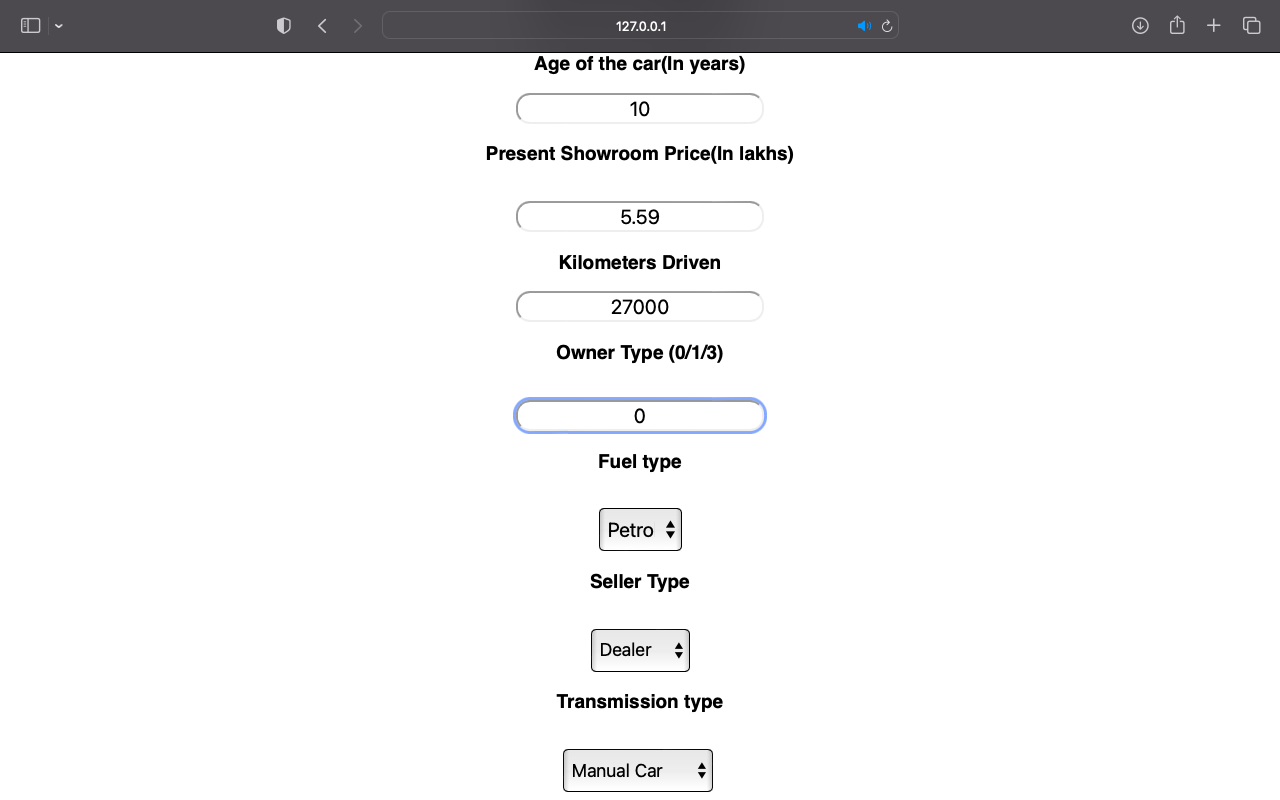 127.0.0.1
Age of the car(In years)
10
Present Showroom Price(In lakhs)
5.59
Kilometers Driven
27000
Owner Type (0/1/3)
0
Fuel type
Petro
Seller Type
Dealer
Transmission type
Manual Car